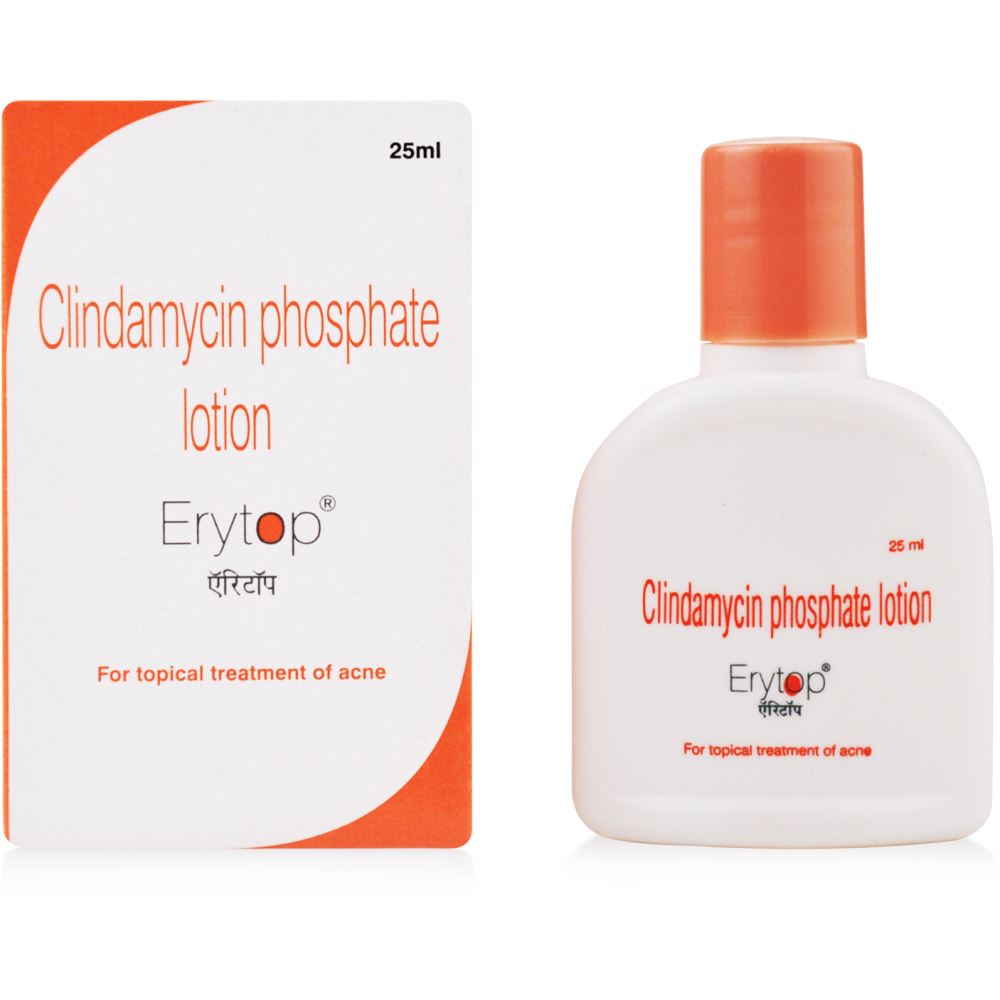 25ml
Clindamycin phosphate
lotion
Erytop®
ऍरिटॉप
For topical treatment of acne
25 ml
Clindamycin phosphate lotion
Erytop®
ऍरिटॉप
For topical treatment of acne